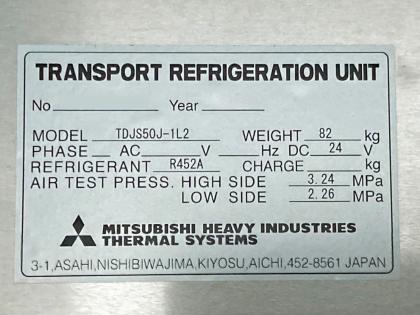 TRANSPORT REFRIGERATION UNIT
No Year
MODEL TDJS50J-1L2 WEIGHT 82 kg
PHASE AC V Hz DC 24 V
REFRIGERANT R452A CHARGE kg
AIR TEST PRESS. HIGH SIDE 3.24 MPa
LOW SIDE 2.26 MPa
MITSUBISHI HEAVY INDUSTRIES
THERMAL SYSTEMS
3-1,ASAHI,NISHIBIWAJIMA,KIYOSU,AICHI,452-8561 JAPAN